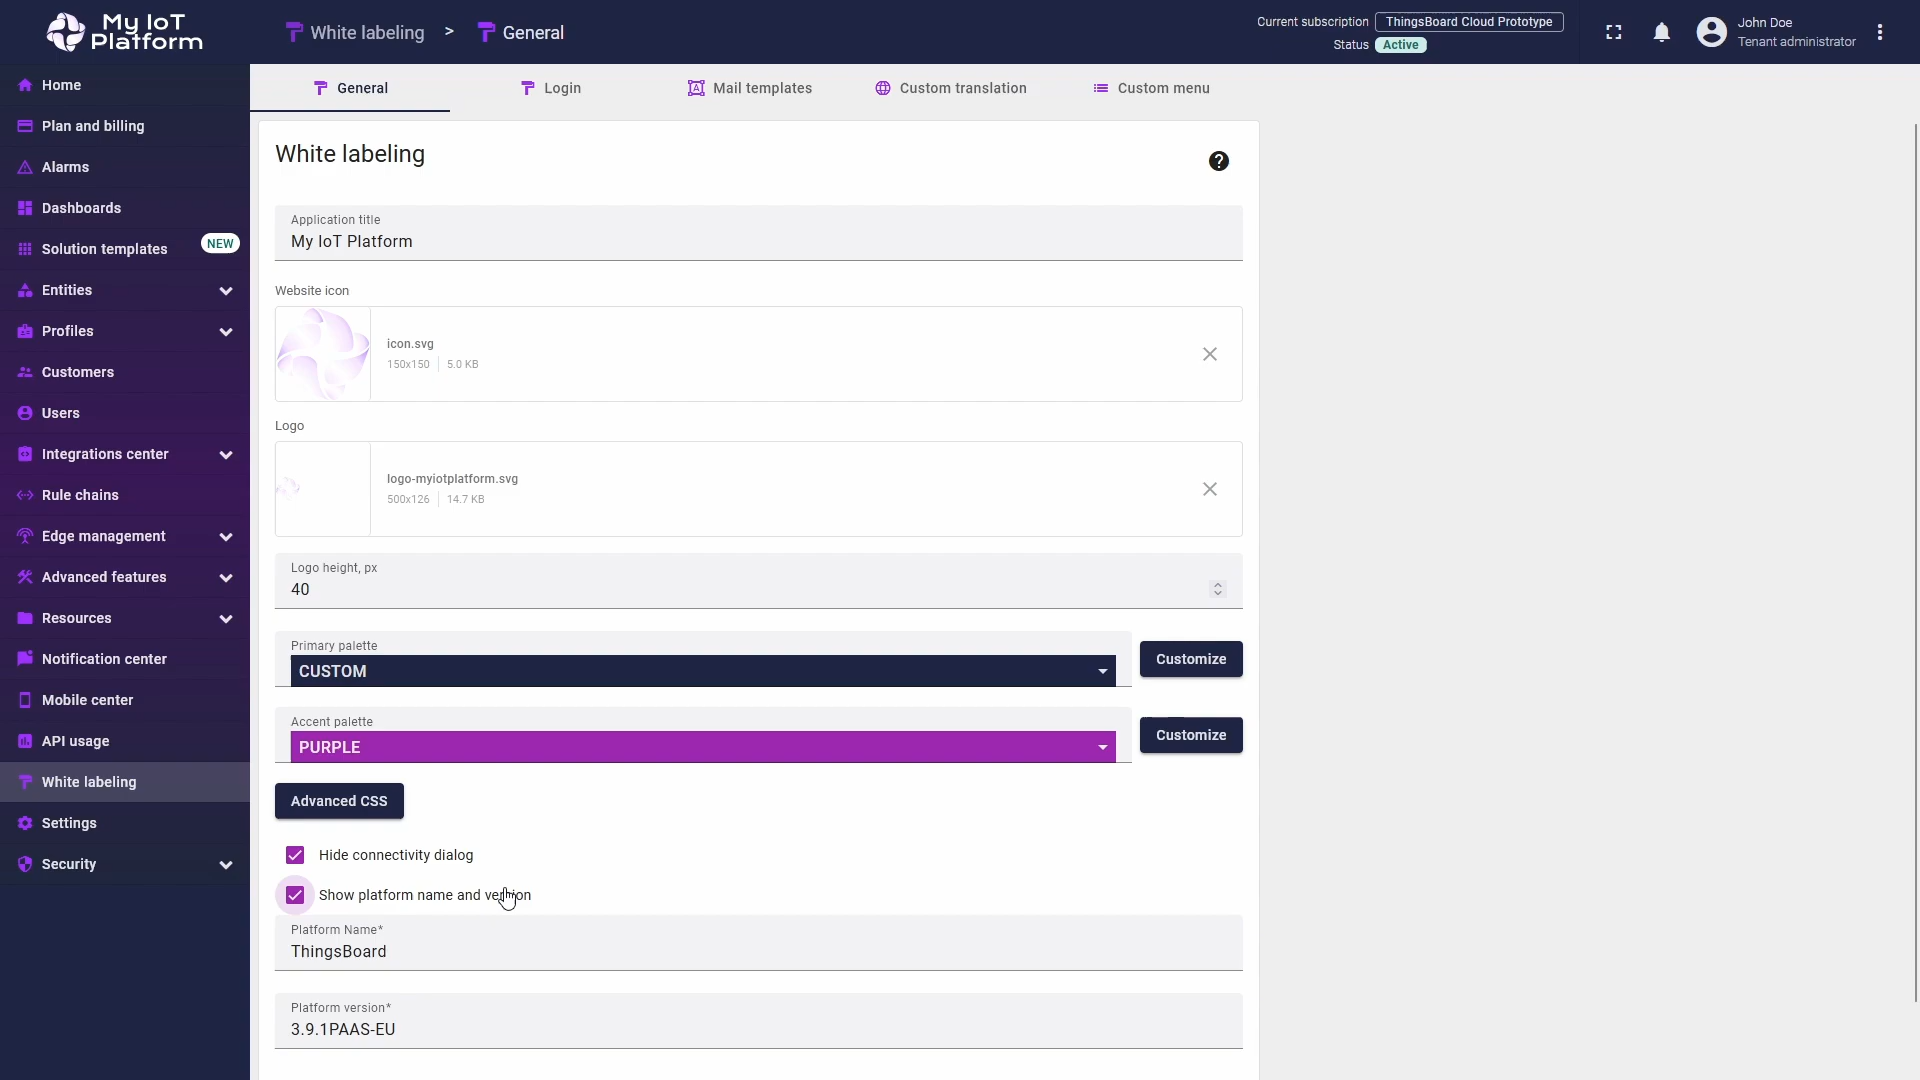 My IoT
Platform
White labeling > General
Current subscription ThingsBoard Cloud Prototype
Status Active
John Doe
Tenant administrator
Home
Plan and billing
Alarms
Dashboards
Solution templates NEW
Entities
Profiles
Customers
Users
Integrations center
Rule chains
Edge management
Advanced features
Resources
Notification center
Mobile center
API usage
White labeling
Settings
Security
General Login Mail templates Custom translation Custom menu
White labeling
Application title
My IoT Platform
Website icon
icon.svg
150x150 5.0 KB
Logo
logo-myiotplatform.svg
500x126 14.7 KB
Logo height, px
40
Primary palette
CUSTOM
Customize
Accent palette
PURPLE
Customize
Advanced CSS
Hide connectivity dialog
Show platform name and version
Platform Name*
ThingsBoard
Platform version*
3.9.1PAAS-EU